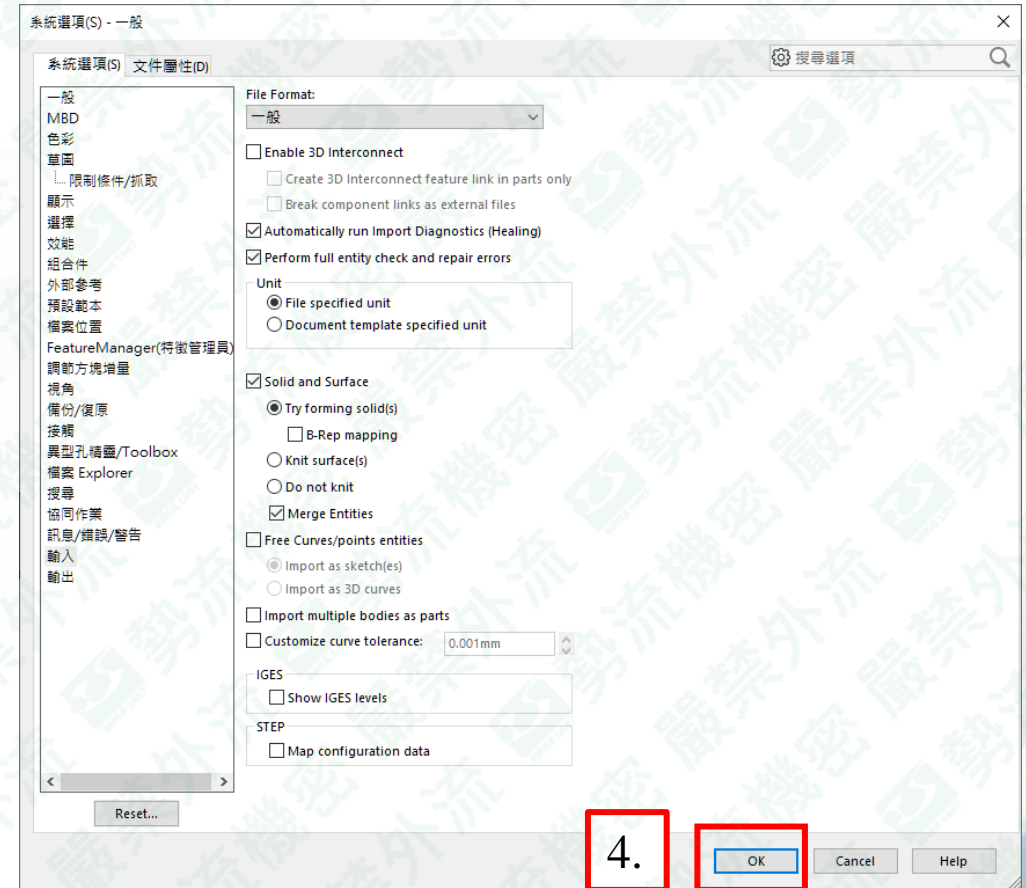 系統選項(S) - 一般
系統選項(S) 文件屬性(D)
搜尋選項
一般
MBD
色彩
草圖
限制條件/抓取
顯示
選擇
效能
組合件
外部參考
預設範本
檔案位置
FeatureManager(特徵管理員)
調節方塊增量
視角
備份/復原
接觸
異型孔精靈/Toolbox
檔案 Explorer
搜尋
協同作業
訊息/錯誤/警告
輸入
輸出
Reset...
File Format:
一般
Enable 3D Interconnect
Create 3D Interconnect feature link in parts only
Break component links as external files
Automatically run Import Diagnostics (Healing)
Perform full entity check and repair errors
Unit
File specified unit
Document template specified unit
Solid and Surface
Try forming solid(s)
B-Rep mapping
Knit surface(s)
Do not knit
Merge Entities
Free Curves/points entities
Import as sketch(es)
Import as 3D curves
Import multiple bodies as parts
Customize curve tolerance: 0.001mm
IGES
Show IGES levels
STEP
Map configuration data
4.
OK Cancel Help
機密 嚴禁外流